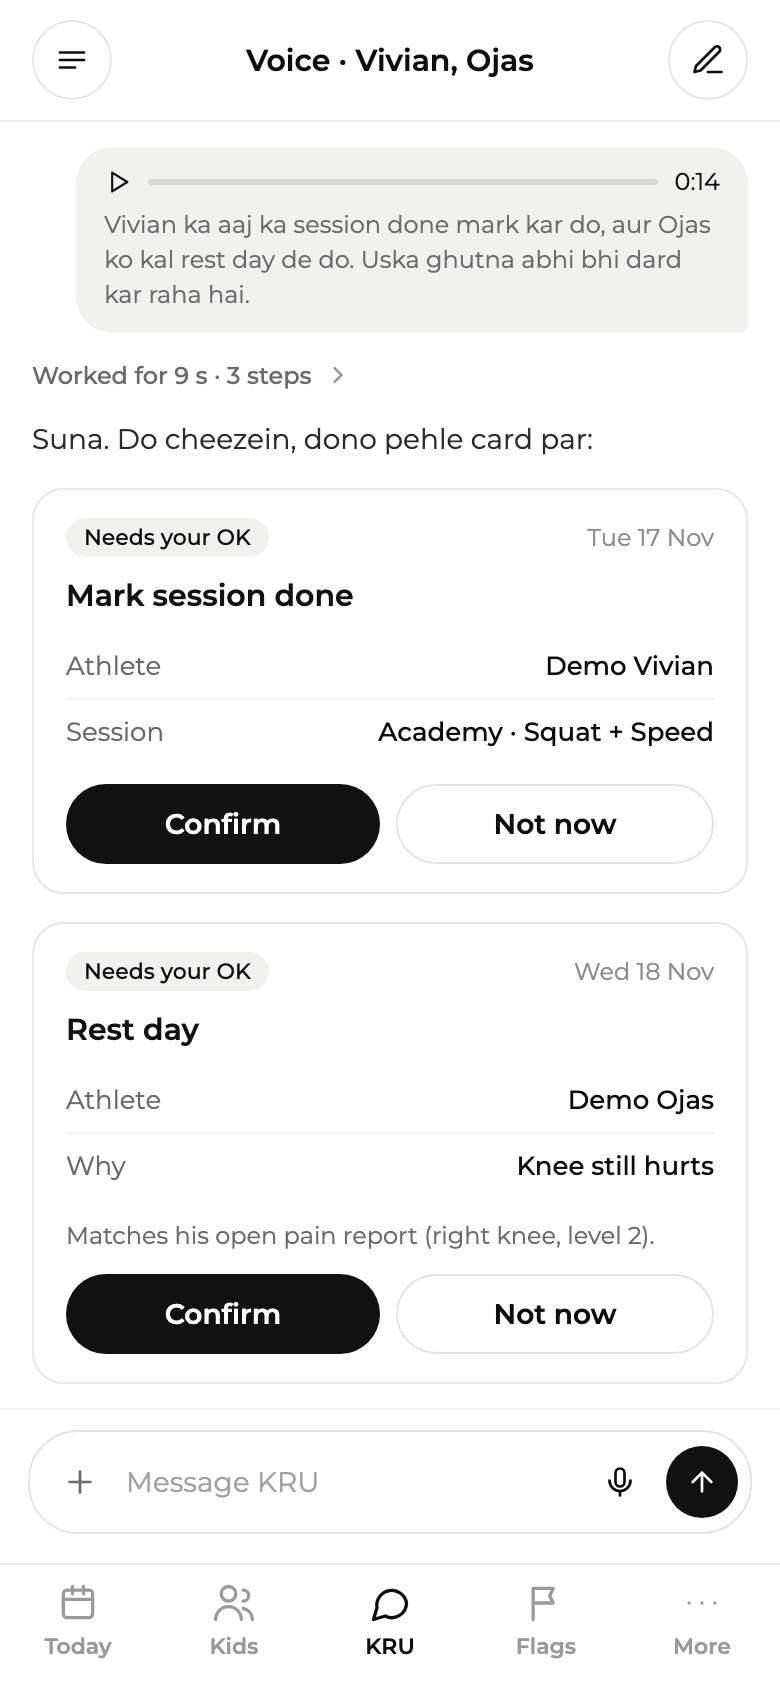 Voice · Vivian, Ojas
0:14
Vivian ka aaj ka session done mark kar do, aur Ojas
ko kal rest day de do. Uska ghutna abhi bhi dard
kar raha hai.
Worked for 9 s · 3 steps
Suna. Do cheezein, dono pehle card par:
Needs your OK
Tue 17 Nov
Mark session done
Athlete
Demo Vivian
Session
Academy · Squat + Speed
Confirm
Not now
Needs your OK
Wed 18 Nov
Rest day
Athlete
Demo Ojas
Why
Knee still hurts
Matches his open pain report (right knee, level 2).
Confirm
Not now
Message KRU
Today
Kids
KRU
Flags
More